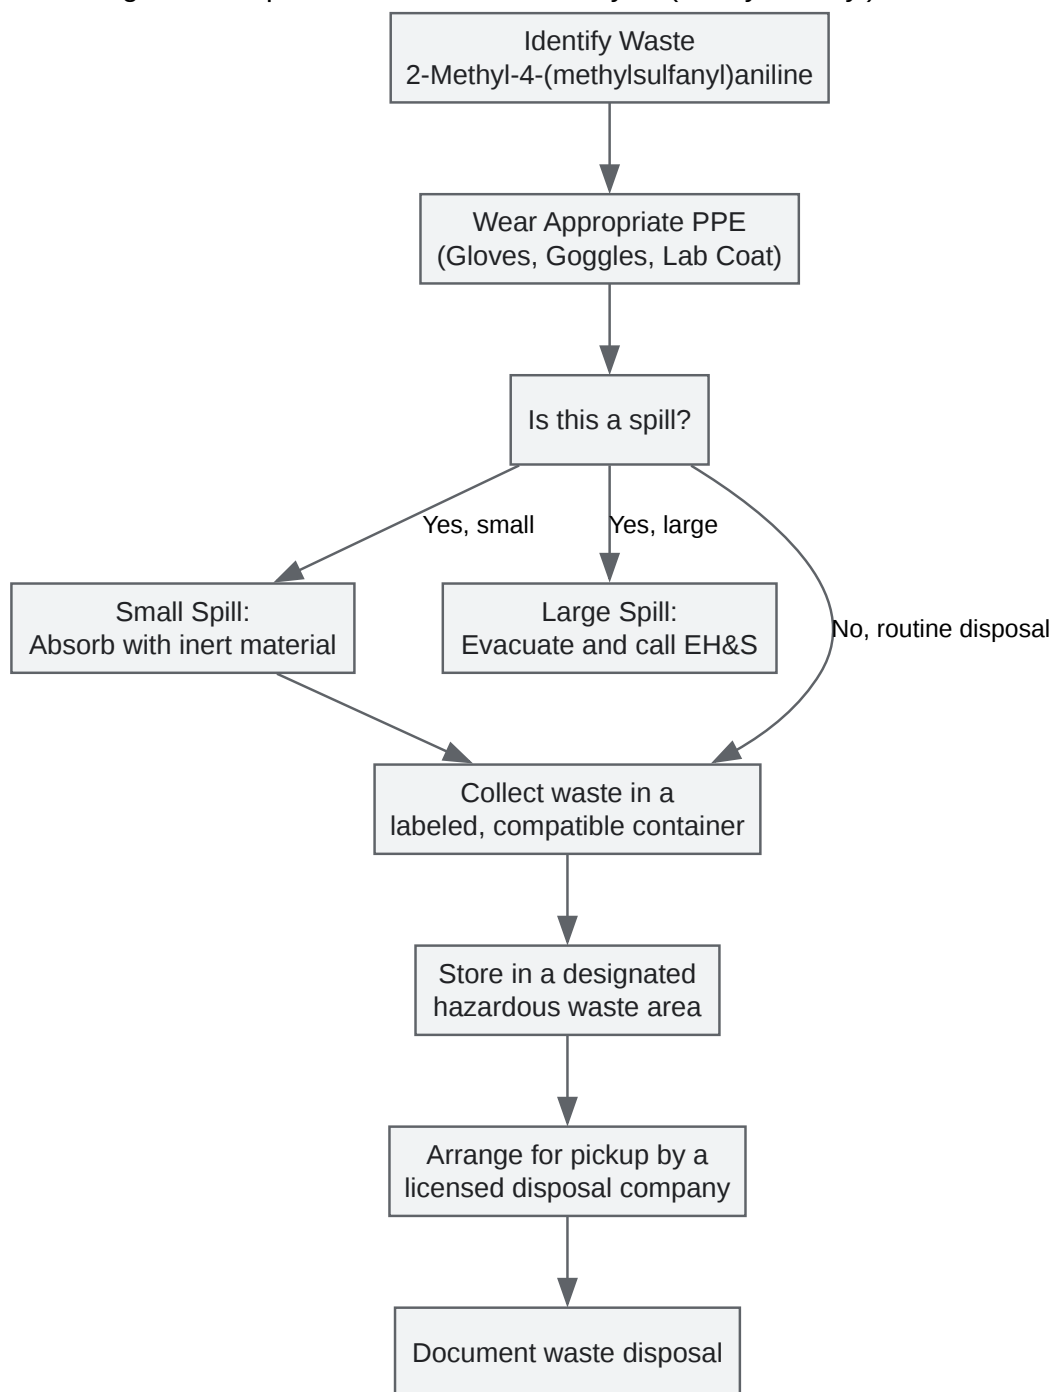 Identify Waste
2-Methyl-4-(methylsulfanyl)aniline
Wear Appropriate PPE
(Gloves, Goggles, Lab Coat)
Is this a spill?
Yes, small
Yes, large
Small Spill:
Absorb with inert material
Large Spill:
Evacuate and call EH&S
No, routine disposal
Collect waste in a
labeled, compatible container
Store in a designated
hazardous waste area
Arrange for pickup by a
licensed disposal company
Document waste disposal